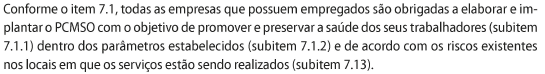 Conforme o item 7.1, todas as empresas que possuem empregados são obrigadas a elaborar e im-
plantar o PCMSO com o objetivo de promover e preservar a saúde dos seus trabalhadores (subitem
7.1.1) dentro dos parâmetros estabelecidos (subitem 7.1.2) e de acordo com os riscos existentes
nos locais em que os serviços estão sendo realizados (subitem 7.13).